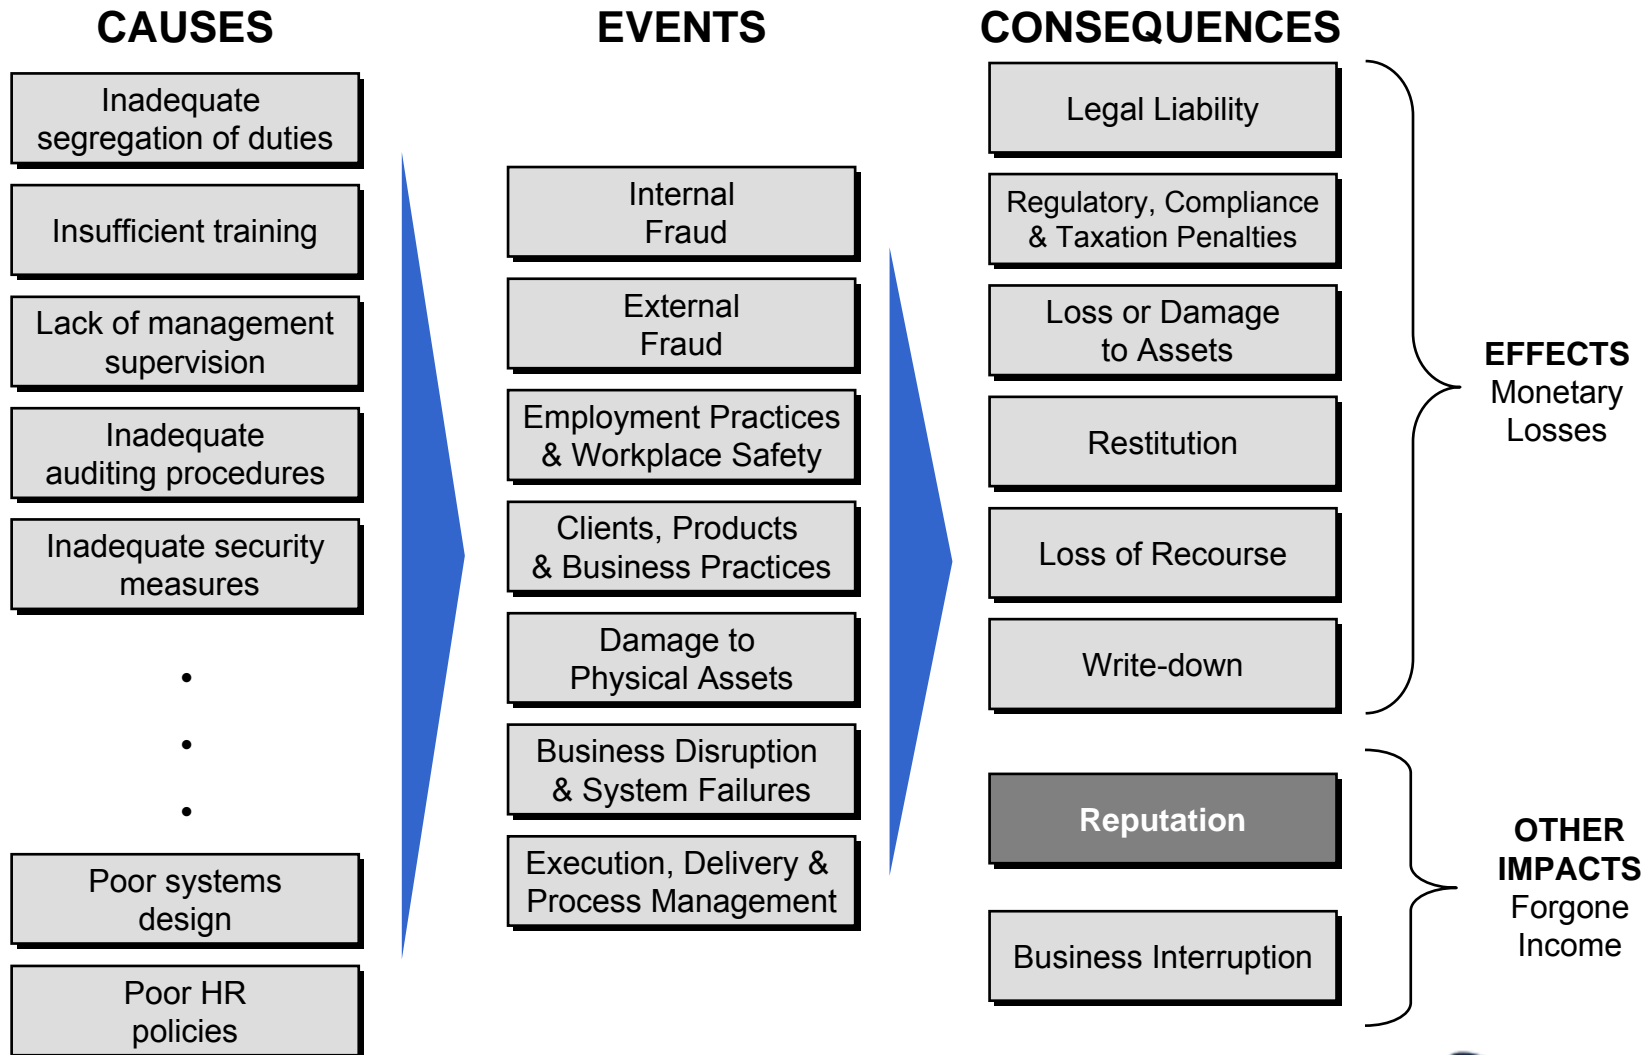 CAUSES
Inadequate
segregation of duties
Insufficient training
Lack of management
supervision
Inadequate
auditing procedures
Inadequate security
measures
•
•
•
Poor systems
design
Poor HR
policies
EVENTS
Internal
Fraud
External
Fraud
Employment Practices
& Workplace Safety
Clients, Products
& Business Practices
Damage to
Physical Assets
Business Disruption
& System Failures
Execution, Delivery &
Process Management
CONSEQUENCES
Legal Liability
Regulatory, Compliance
& Taxation Penalties
Loss or Damage
to Assets
Restitution
Loss of Recourse
Write-down
Reputation
Business Interruption
EFFECTS
Monetary
Losses
OTHER
IMPACTS
Forgone
Income